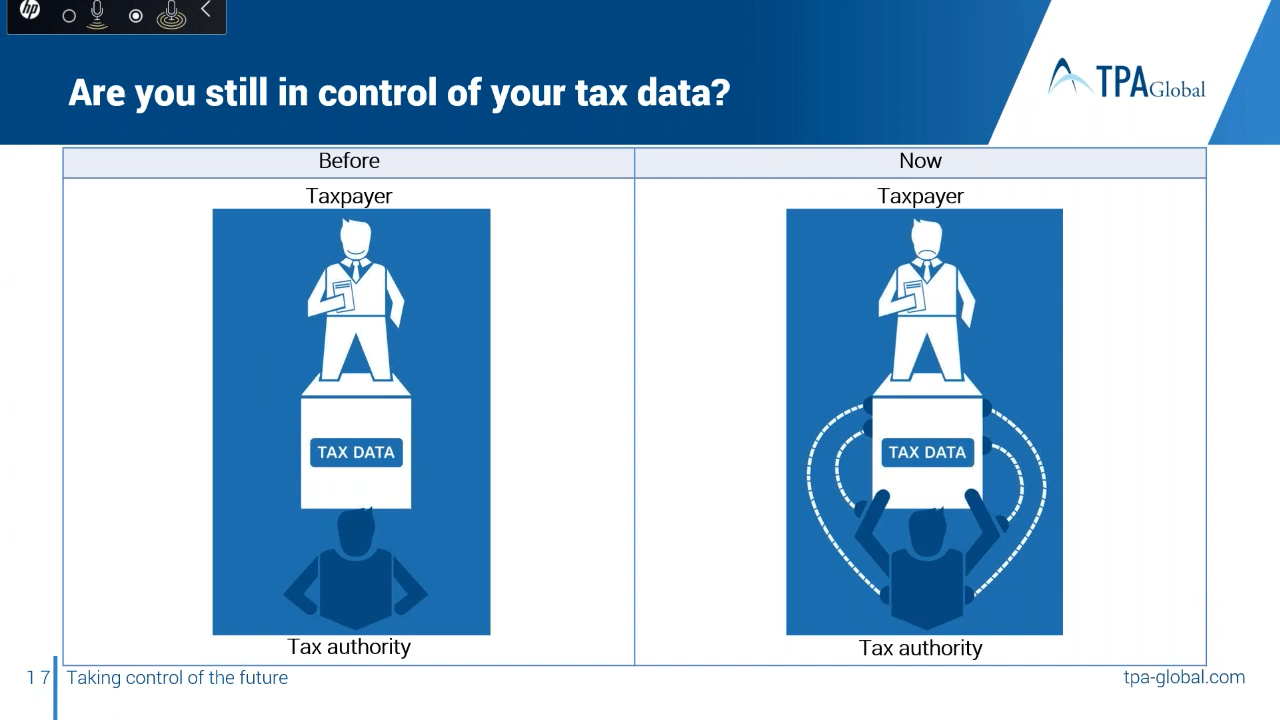 hp
Are you still in control of your tax data?
TPA Global
Before
Now
Taxpayer
Taxpayer
TAX DATA
TAX DATA
Tax authority
Tax authority
17
Taking control of the future
tpa-global.com